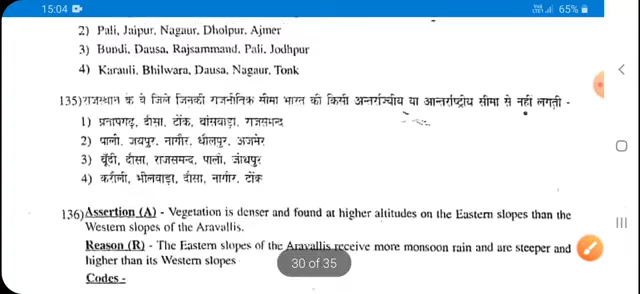 15:04
65%
2) Pali, Jaipur, Nagaur, Dholpur, Ajmer
3) Bundi, Dausa, Rajsammand, Pali, Jodhpur
4) Karauli, Bhilwara, Dausa, Nagaur, Tonk
135)राजस्थान के वे जिले जिनकी राजनीतिक सीमा भारत की किसी अन्तर्राज्यीय या आन्तर्राष्ट्रीय सीमा से नहीं लगती -
1) प्रतापगढ़, दौसा, टोंक, बांसवाड़ा, राजसमन्द
2) पाली, जयपुर, नागौर, धौलपुर, अजमेर
3) बूँदी, दौसा, राजसमन्द, पाली, जोधपुर
4) करौली, भीलवाड़ा, दौसा, नागौर, टोंक
136) Assertion (A) - Vegetation is denser and found at higher altitudes on the Eastern slopes than the
Western slopes of the Aravallis.
Reason (R) - The Eastern slopes of the Aravallis receive more monsoon rain and are steeper and
higher than its Western slopes
30 of 35
Codes -